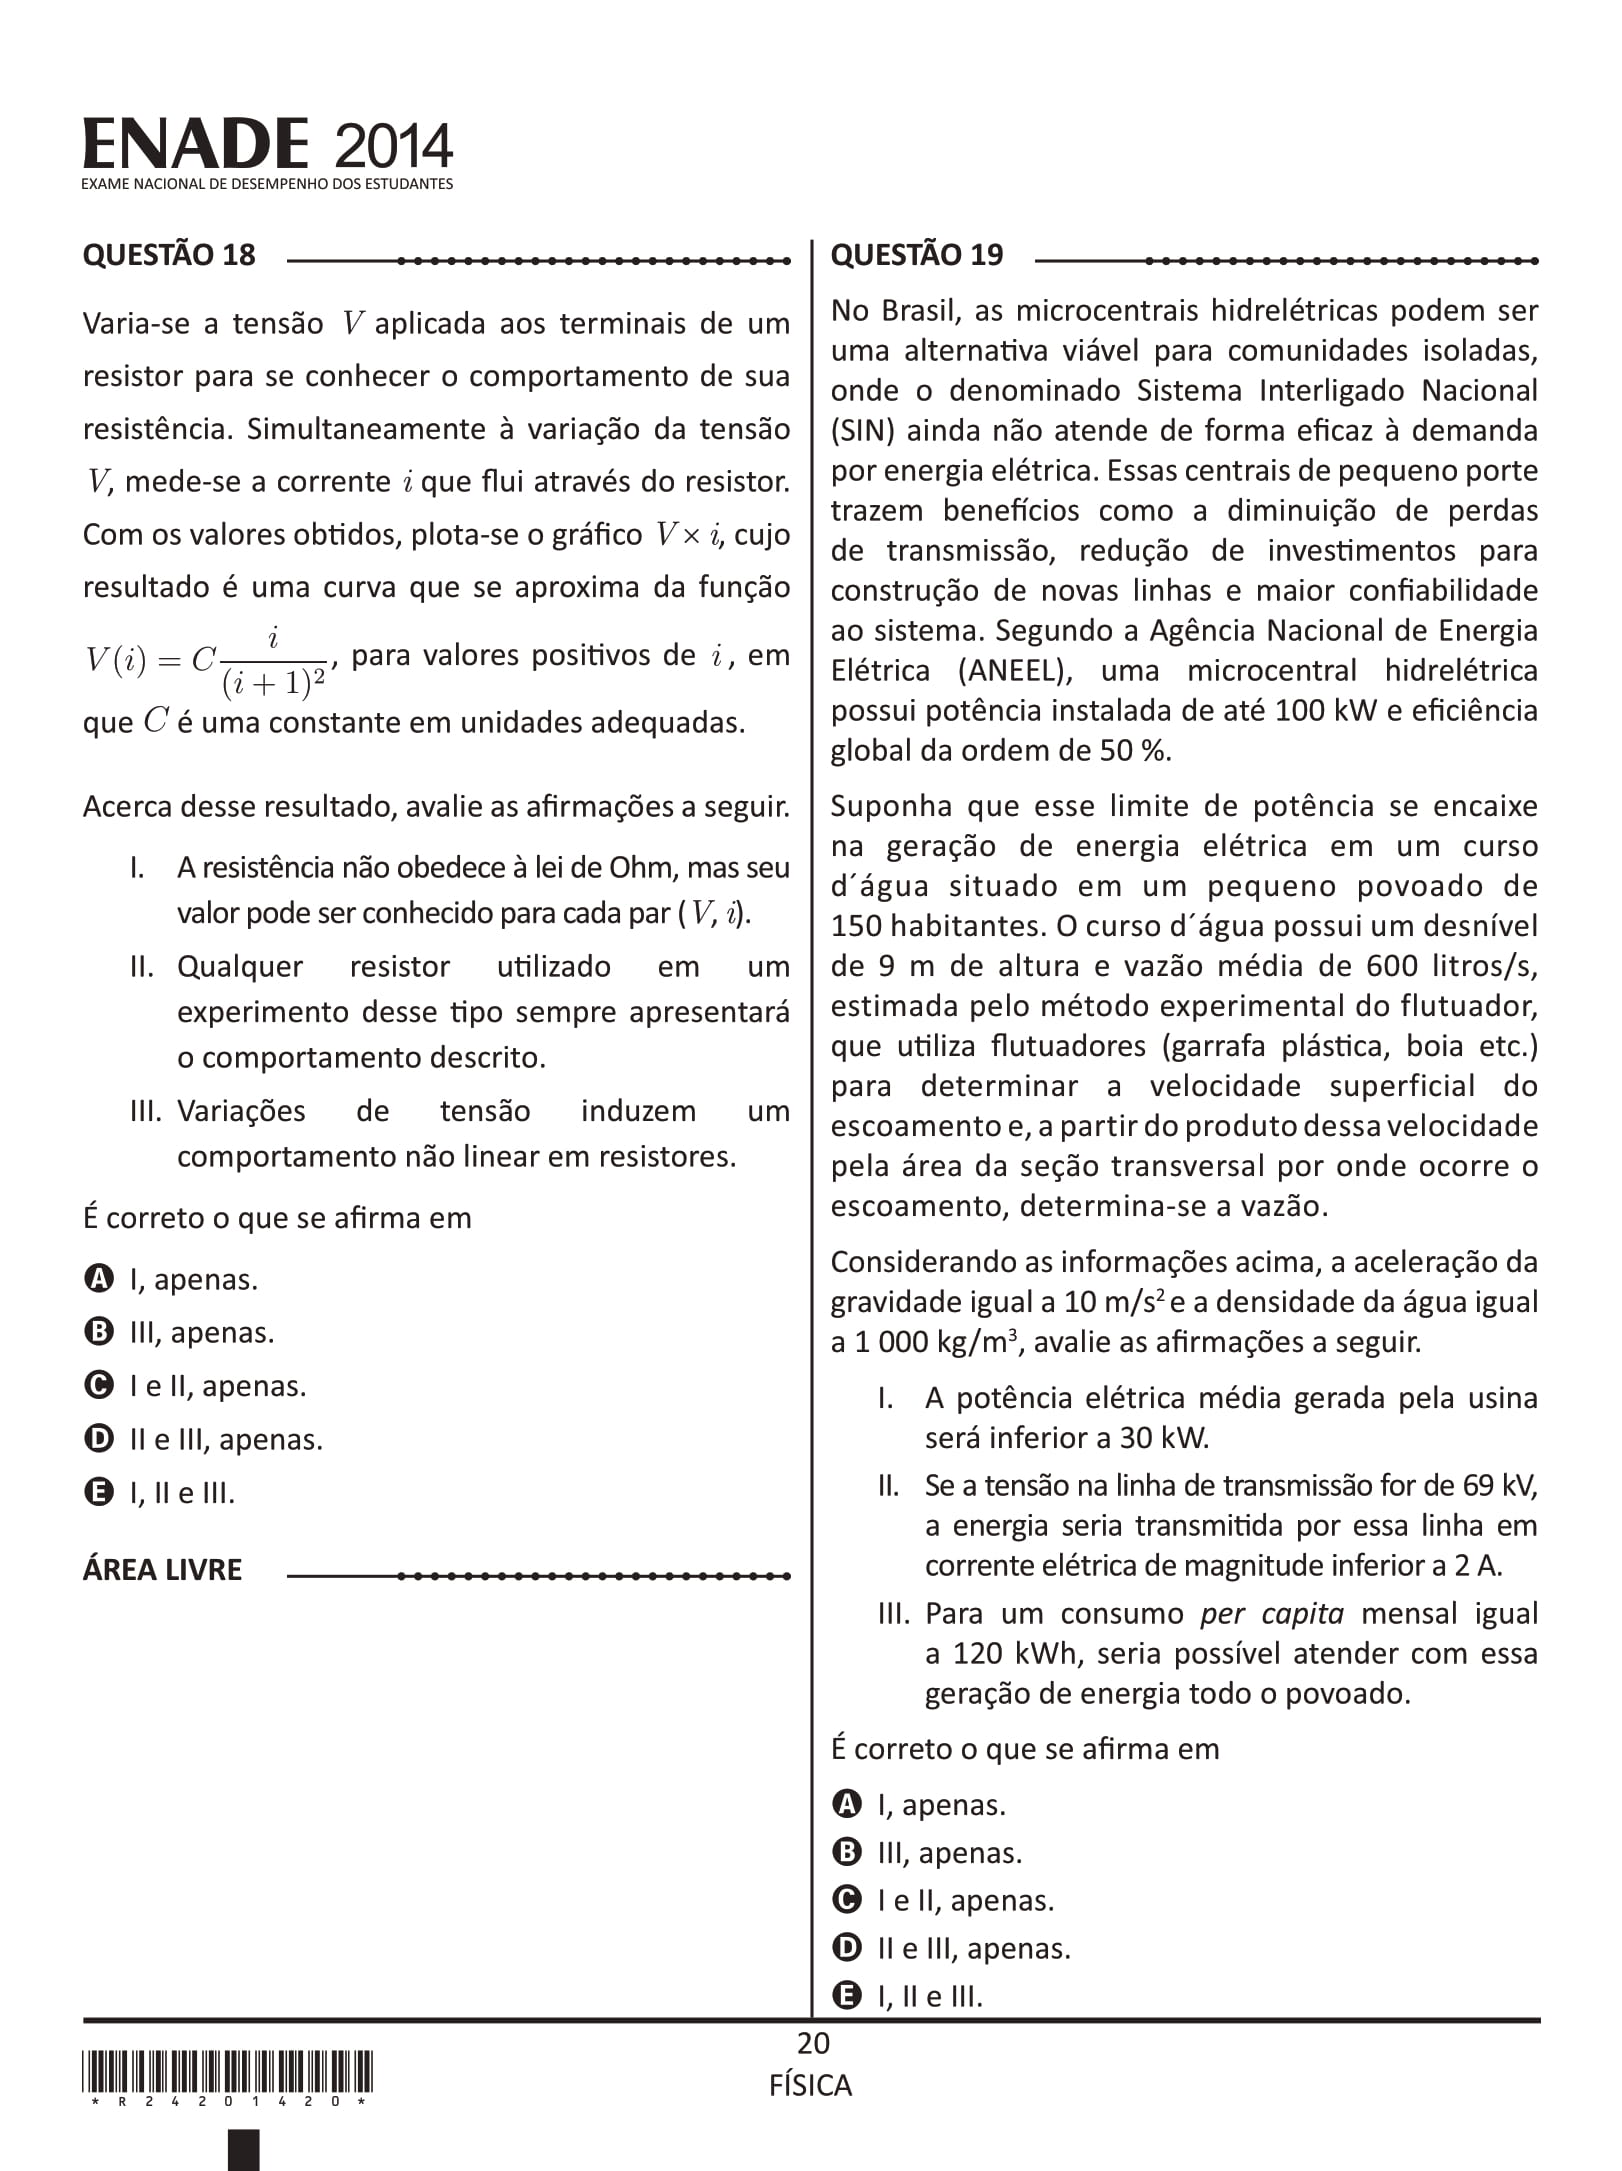 ENADE 2014
EXAME NACIONAL DE DESEMPENHO DOS ESTUDANTES
QUESTÃO 18
Varia-se a tensão V aplicada aos terminais de um
resistor para se conhecer o comportamento de sua
resistência. Simultaneamente à variação da tensão
V, mede-se a corrente i que flui através do resistor.
Com os valores obtidos, plota-se o gráfico V × i, cujo
resultado é uma curva que se aproxima da função
V(i) = C i/(i + 1)², para valores positivos de i, em
que C é uma constante em unidades adequadas.
Acerca desse resultado, avalie as afirmações a seguir.
I. A resistência não obedece à lei de Ohm, mas seu
valor pode ser conhecido para cada par (V, i).
II. Qualquer resistor utilizado em um
experimento desse tipo sempre apresentará
o comportamento descrito.
III. Variações de tensão induzem um
comportamento não linear em resistores.
É correto o que se afirma em
A I, apenas.
B III, apenas.
C I e II, apenas.
D II e III, apenas.
E I, II e III.
ÁREA LIVRE
QUESTÃO 19
No Brasil, as microcentrais hidrelétricas podem ser
uma alternativa viável para comunidades isoladas,
onde o denominado Sistema Interligado Nacional
(SIN) ainda não atende de forma eficaz à demanda
por energia elétrica. Essas centrais de pequeno porte
trazem benefícios como a diminuição de perdas
de transmissão, redução de investimentos para
construção de novas linhas e maior confiabilidade
ao sistema. Segundo a Agência Nacional de Energia
Elétrica (ANEEL), uma microcentral hidrelétrica
possui potência instalada de até 100 kW e eficiência
global da ordem de 50 %.
Suponha que esse limite de potência se encaixe
na geração de energia elétrica em um curso
d´água situado em um pequeno povoado de
150 habitantes. O curso d´água possui um desnível
de 9 m de altura e vazão média de 600 litros/s,
estimada pelo método experimental do flutuador,
que utiliza flutuadores (garrafa plástica, boia etc.)
para determinar a velocidade superficial do
escoamento e, a partir do produto dessa velocidade
pela área da seção transversal por onde ocorre o
escoamento, determina-se a vazão.
Considerando as informações acima, a aceleração da
gravidade igual a 10 m/s² e a densidade da água igual
a 1 000 kg/m³, avalie as afirmações a seguir.
I. A potência elétrica média gerada pela usina
será inferior a 30 kW.
II. Se a tensão na linha de transmissão for de 69 kV,
a energia seria transmitida por essa linha em
corrente elétrica de magnitude inferior a 2 A.
III. Para um consumo per capita mensal igual
a 120 kWh, seria possível atender com essa
geração de energia todo o povoado.
É correto o que se afirma em
A I, apenas.
B III, apenas.
C I e II, apenas.
D II e III, apenas.
E I, II e III.
20
FÍSICA
* R 2 4 2 0 1 4 2 0 *